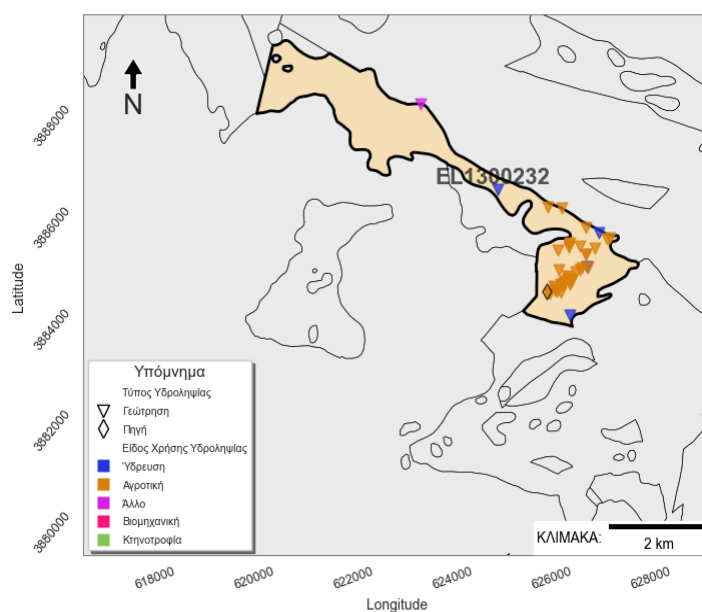 N
EL1300232
Latitude
3888000
3886000
3884000
3882000
3880000
Υπόμνημα
Τύπος Υδροληψίας
Γεώτρηση
Πηγή
Είδος Χρήσης Υδροληψίας
Ύδρευση
Αγροτική
Άλλο
Βιομηχανική
Κτηνοτροφία
ΚΛΙΜΑΚΑ:
2 km
618000
620000
622000
624000
626000
628000
Longitude